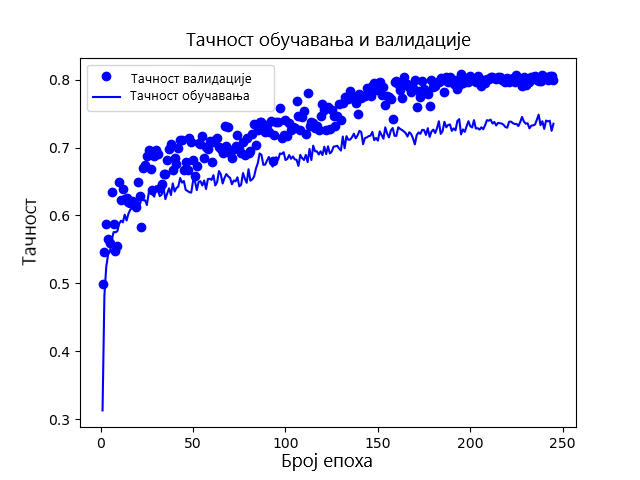 Тачност обучавања и валидације
Тачност валидације
Тачност обучавања
Тачност
0.8
0.7
0.6
0.5
0.4
0.3
0 50 100 150 200 250
Број епоха